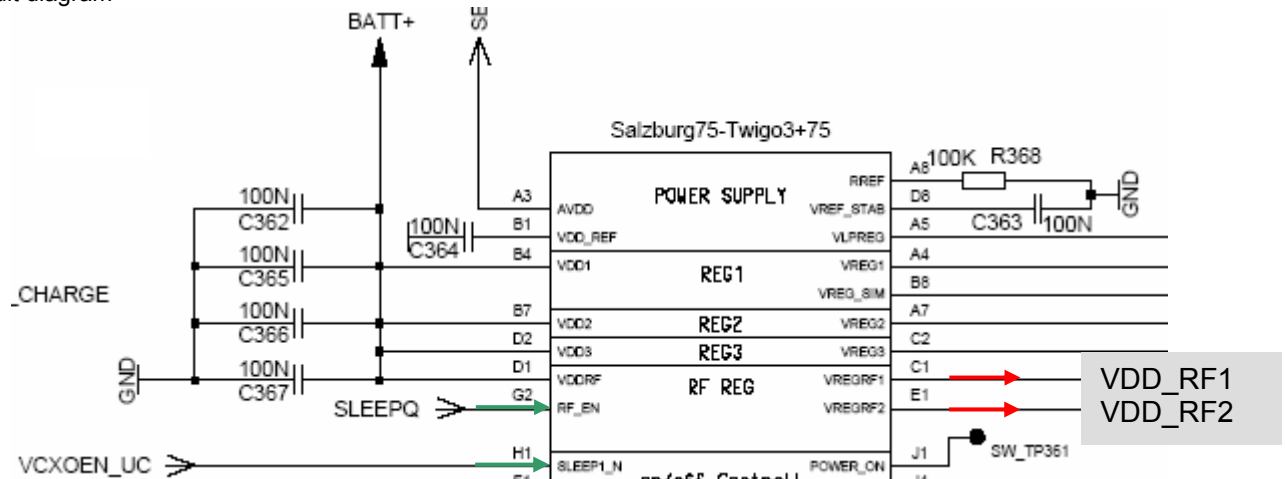 BATT+
Salzburg75-Twigo3+75
A8 100K R368
RREF
POWER SUPPLY
GND
100N
C362
A3
AVDD
D8
VREF_STAB
C363 100N
100N
C364
B1
VDD_REF
A5
VLPREG
100N
C365
B4
VDD1
REG1
A4
VREG1
B8
VREG_SIM
_CHARGE
100N
C366
B7
VDD2
REG2
A7
VREG2
D2
VDD3
REG3
C2
VREG3
GND
100N
C367
D1
VDDRF
RF REG
C1
VREGRF1
VDD_RF1
SLEEPQ
G2
RF_EN
E1
VREGRF2
VDD_RF2
VCXOEN_UC
H1
SLEEP1_N
J1
POWER_ON
SW_TP361